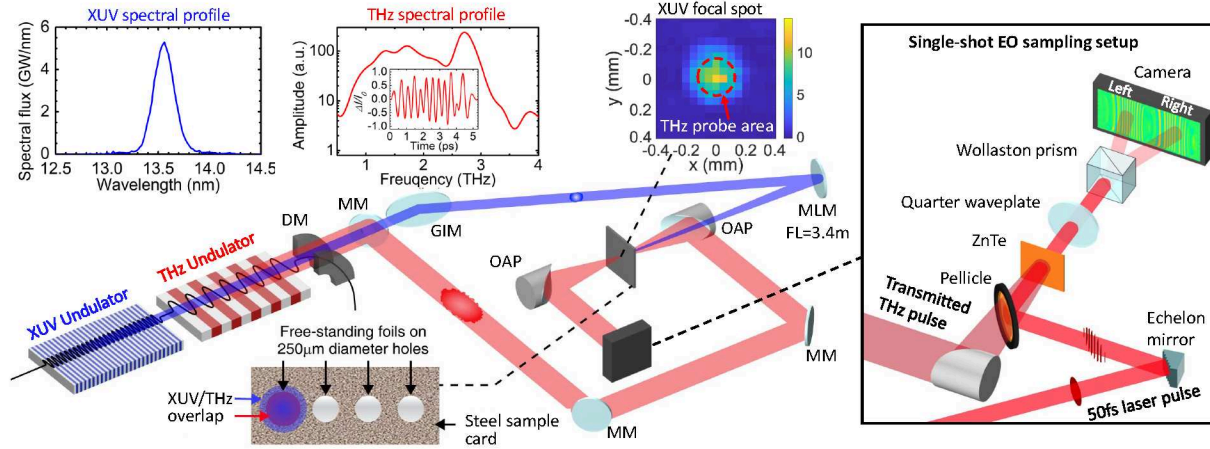 XUV spectral profile
Spectral flux (GW/nm)
6
4
2
0
12.5 13.0 13.5 14.0 14.5
Wavelength (nm)
THz spectral profile
Amplitude (a.u.)
100
10
1
ΔI/I0
1.0
0.5
0.0
-0.5
-1.0
0 1 2 3 4 5
Time (ps)
1 2 3 4
Freuqency (THz)
XUV focal spot
y (mm)
-0.4
-0.2
0
0.2
0.4
-0.4 -0.2 0 0.2 0.4
x (mm)
10
5
0
THz probe area
XUV Undulator
THz Undulator
DM
MM
GIM
MLM
FL=3.4m
OAP
OAP
MM
MM
Free-standing foils on
250μm diameter holes
XUV/THz
overlap
Steel sample
card
Single-shot EO sampling setup
Camera
Left
Right
Wollaston prism
Quarter waveplate
ZnTe
Pellicle
Transmitted
THz pulse
Echelon
mirror
50fs laser pulse